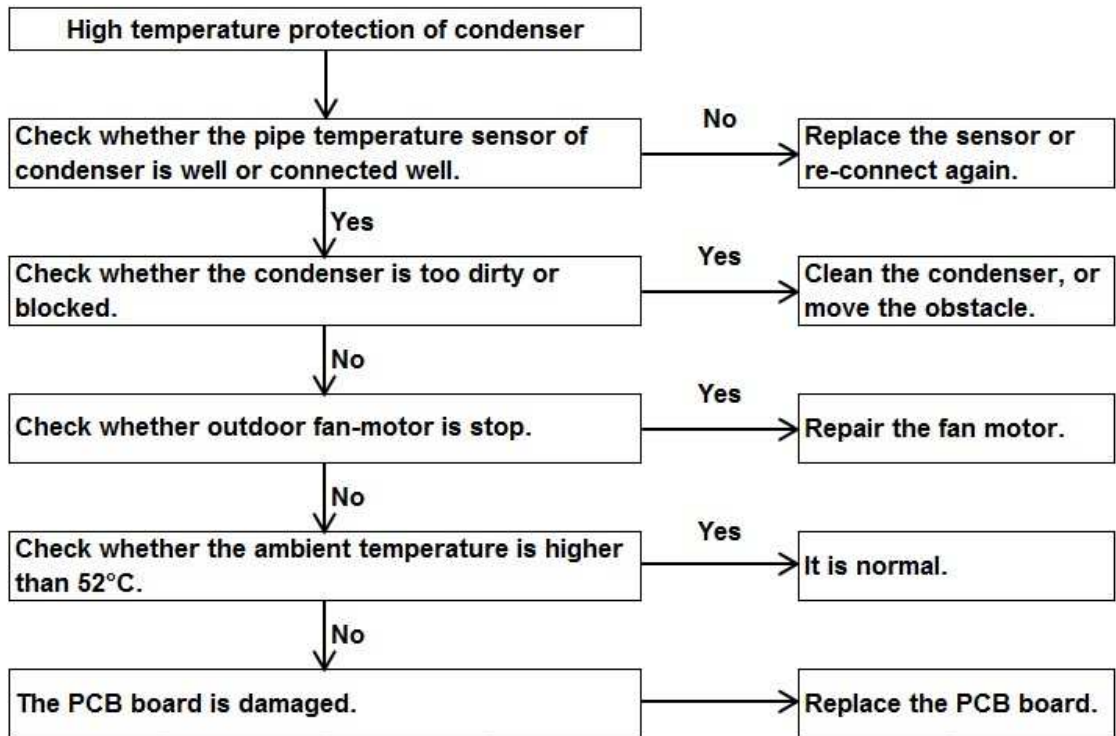 High temperature protection of condenser
Check whether the pipe temperature sensor of
condenser is well or connected well.
No
Replace the sensor or
re-connect again.
Yes
Check whether the condenser is too dirty or
blocked.
Yes
Clean the condenser, or
move the obstacle.
No
Check whether outdoor fan-motor is stop.
Yes
Repair the fan motor.
No
Check whether the ambient temperature is higher
than 52°C.
Yes
It is normal.
No
The PCB board is damaged.
Replace the PCB board.